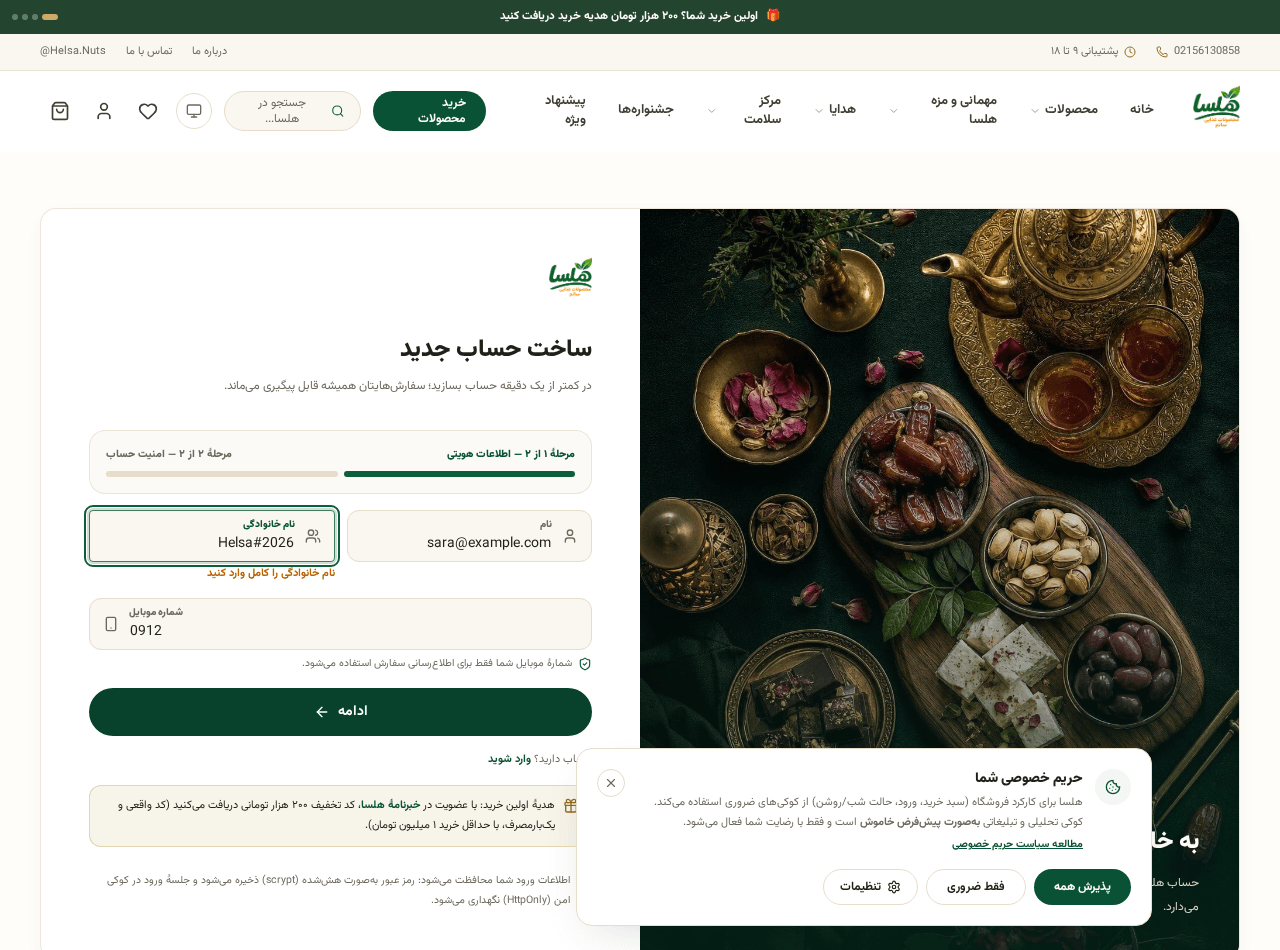 🎁 اولین خرید شما؟ ۲۰۰ هزار تومان هدیه خرید دریافت کنید
02156130858
پشتیبانی ۹ تا ۱۸
درباره ما
تماس با ما
@Helsa.Nuts
هلسا
خانه
محصولات
مهمانی و مزه هلسا
هدایا
مرکز سلامت
جشنواره‌ها
پیشنهاد ویژه
خرید محصولات
جستجو در هلسا...
هلسا
ساخت حساب جدید
در کمتر از یک دقیقه حساب بسازید؛ سفارش‌هایتان همیشه قابل پیگیری می‌ماند.
مرحلهٔ ۱ از ۲ — اطلاعات هویتی
مرحلهٔ ۲ از ۲ — امنیت حساب
نام
sara@example.com
نام خانوادگی
Helsa#2026
نام خانوادگی را کامل وارد کنید
شماره موبایل
0912
شمارهٔ موبایل شما فقط برای اطلاع‌رسانی سفارش استفاده می‌شود.
ادامه
دارید؟ وارد شوید
هدیهٔ اولین خرید: با عضویت در خبرنامهٔ هلسا، کد تخفیف ۲۰۰ هزار تومانی دریافت می‌کنید (کد واقعی و
یک‌بارمصرف، با حداقل خرید ۱ میلیون تومان).
اطلاعات ورود شما محافظت می‌شود: رمز عبور به‌صورت هش‌شده (scrypt) ذخیره می‌شود و جلسهٔ ورود در کوکی
امن (HttpOnly) نگهداری می‌شود.
به
حساب
می‌دارد.
حریم خصوصی شما
هلسا برای کارکرد فروشگاه (سبد خرید، ورود، حالت شب/روشن) از کوکی‌های ضروری استفاده می‌کند.
کوکی تحلیلی و تبلیغاتی به‌صورت پیش‌فرض خاموش است و فقط با رضایت شما فعال می‌شود.
مطالعه سیاست حریم خصوصی
پذیرش همه
فقط ضروری
تنظیمات